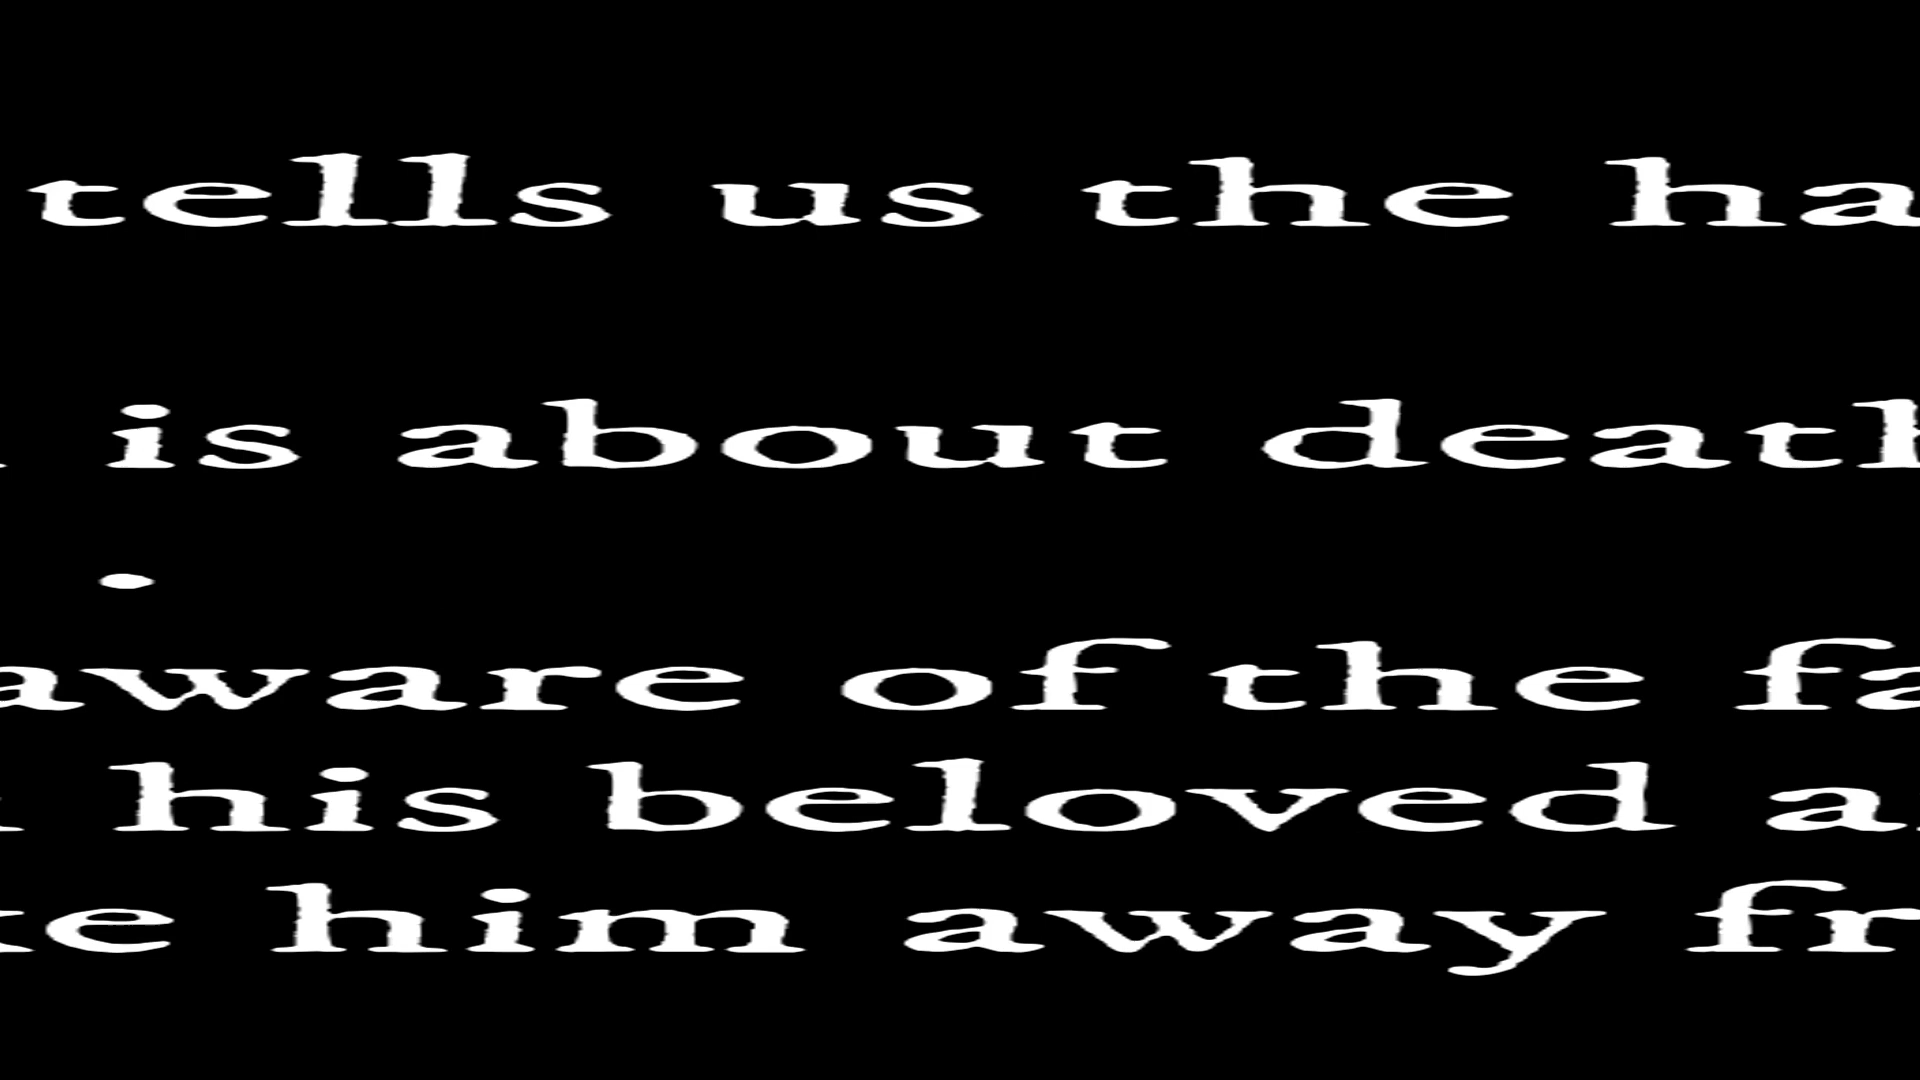 tells us the
is about
.
aware of the
his beloved
him away